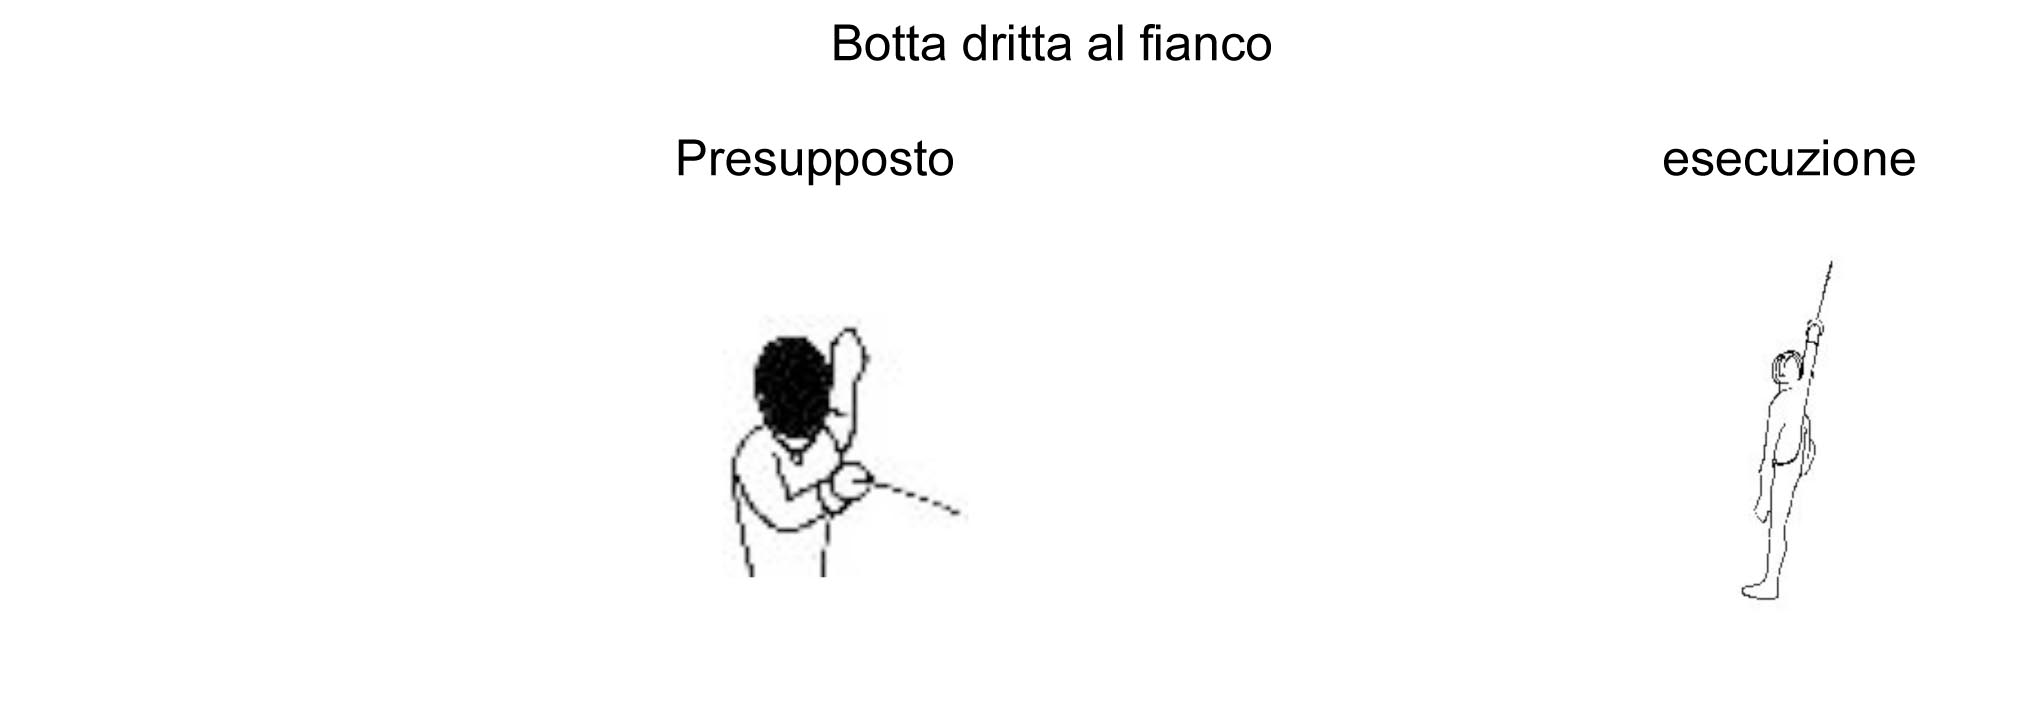 Botta dritta al fianco
Presupposto
esecuzione